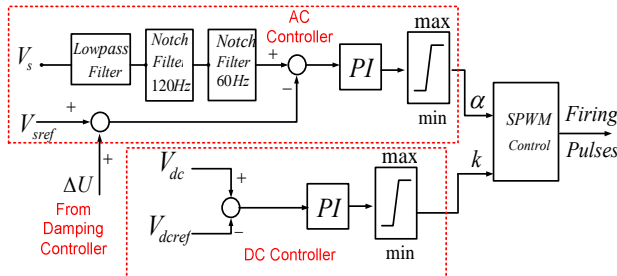 AC
Controller
max
V_s
Lowpass
Filter
Notch
Filter
120Hz
Notch
Filter
60Hz
+
−
PI
min
V_sref
+
+
ΔU
From
Damping
Controller
α
k
SPWM
Control
Firing
Pulses
V_dc
+
V_dcref
−
PI
max
min
DC Controller